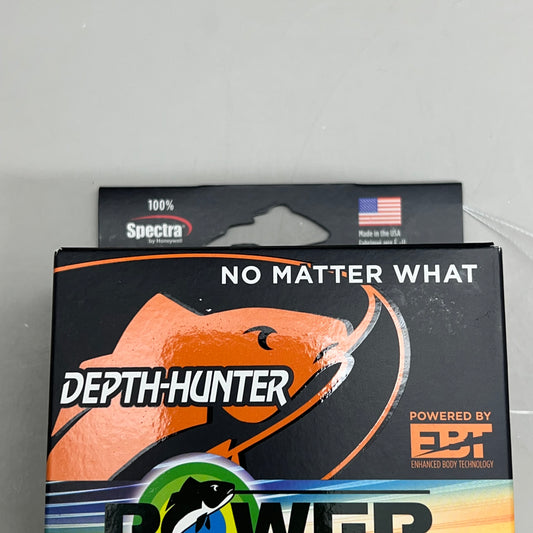 100%
Spectra
by Honeywell
Made in the USA
NO MATTER WHAT
DEPTH-HUNTER
POWERED BY
EBT
ENHANCED BODY TECHNOLOGY
POWER